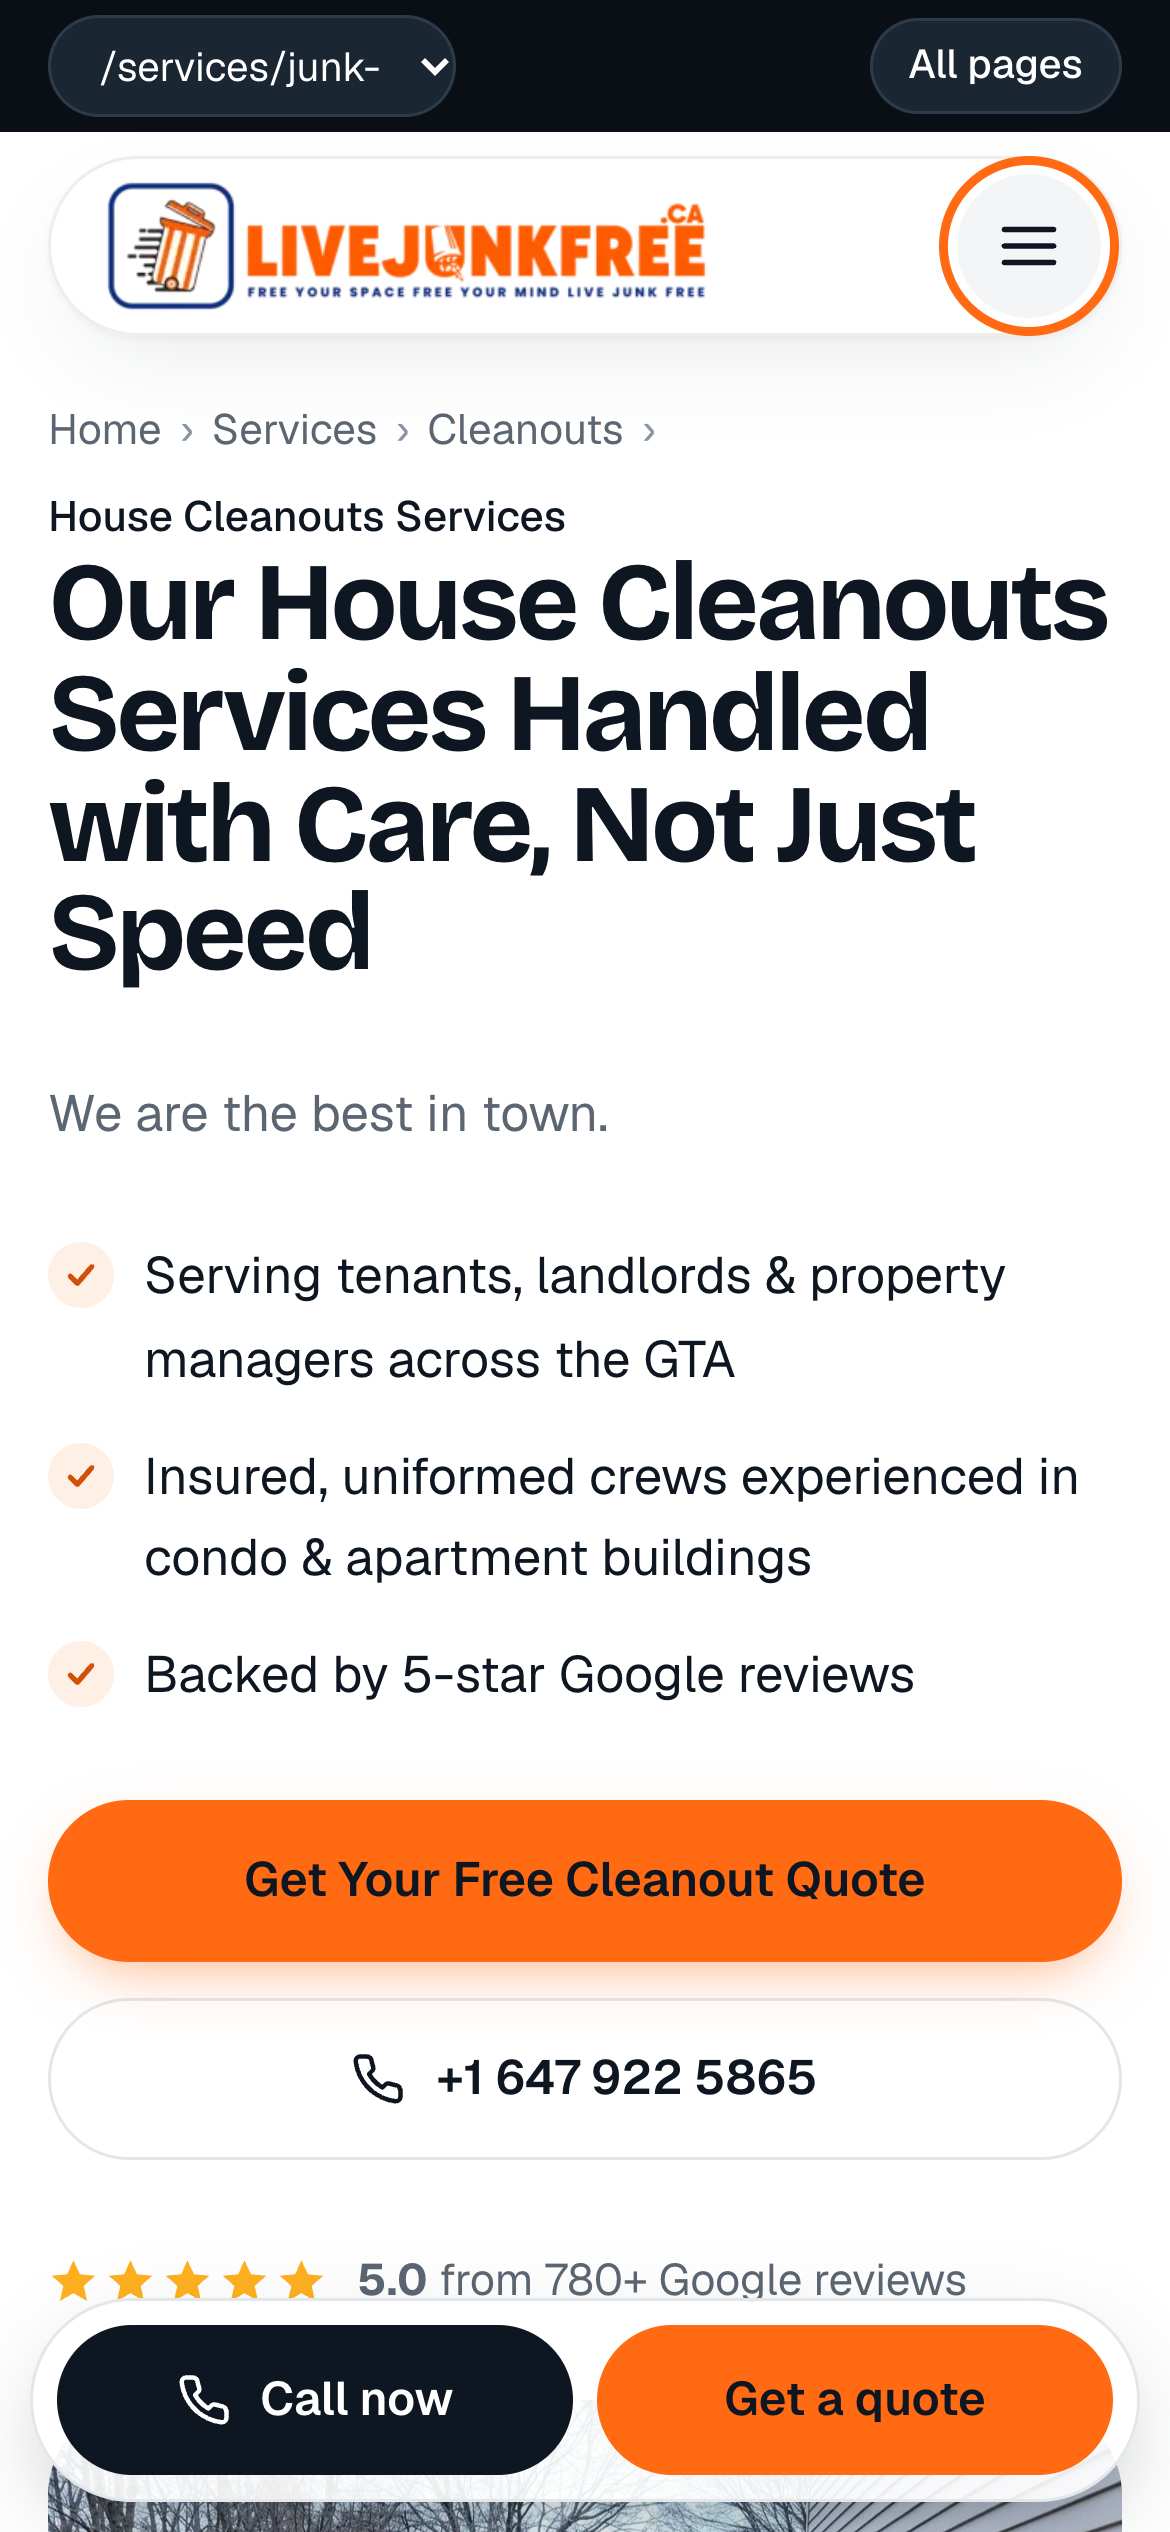 /services/junk-
All pages
LIVEJUNKFREE
.CA
FREE YOUR SPACE FREE YOUR MIND LIVE JUNK FREE
Home › Services › Cleanouts ›
House Cleanouts Services
Our House Cleanouts
Services Handled
with Care, Not Just
Speed
We are the best in town.
Serving tenants, landlords & property
managers across the GTA
Insured, uniformed crews experienced in
condo & apartment buildings
Backed by 5-star Google reviews
Get Your Free Cleanout Quote
+1 647 922 5865
5.0 from 780+ Google reviews
Call now
Get a quote